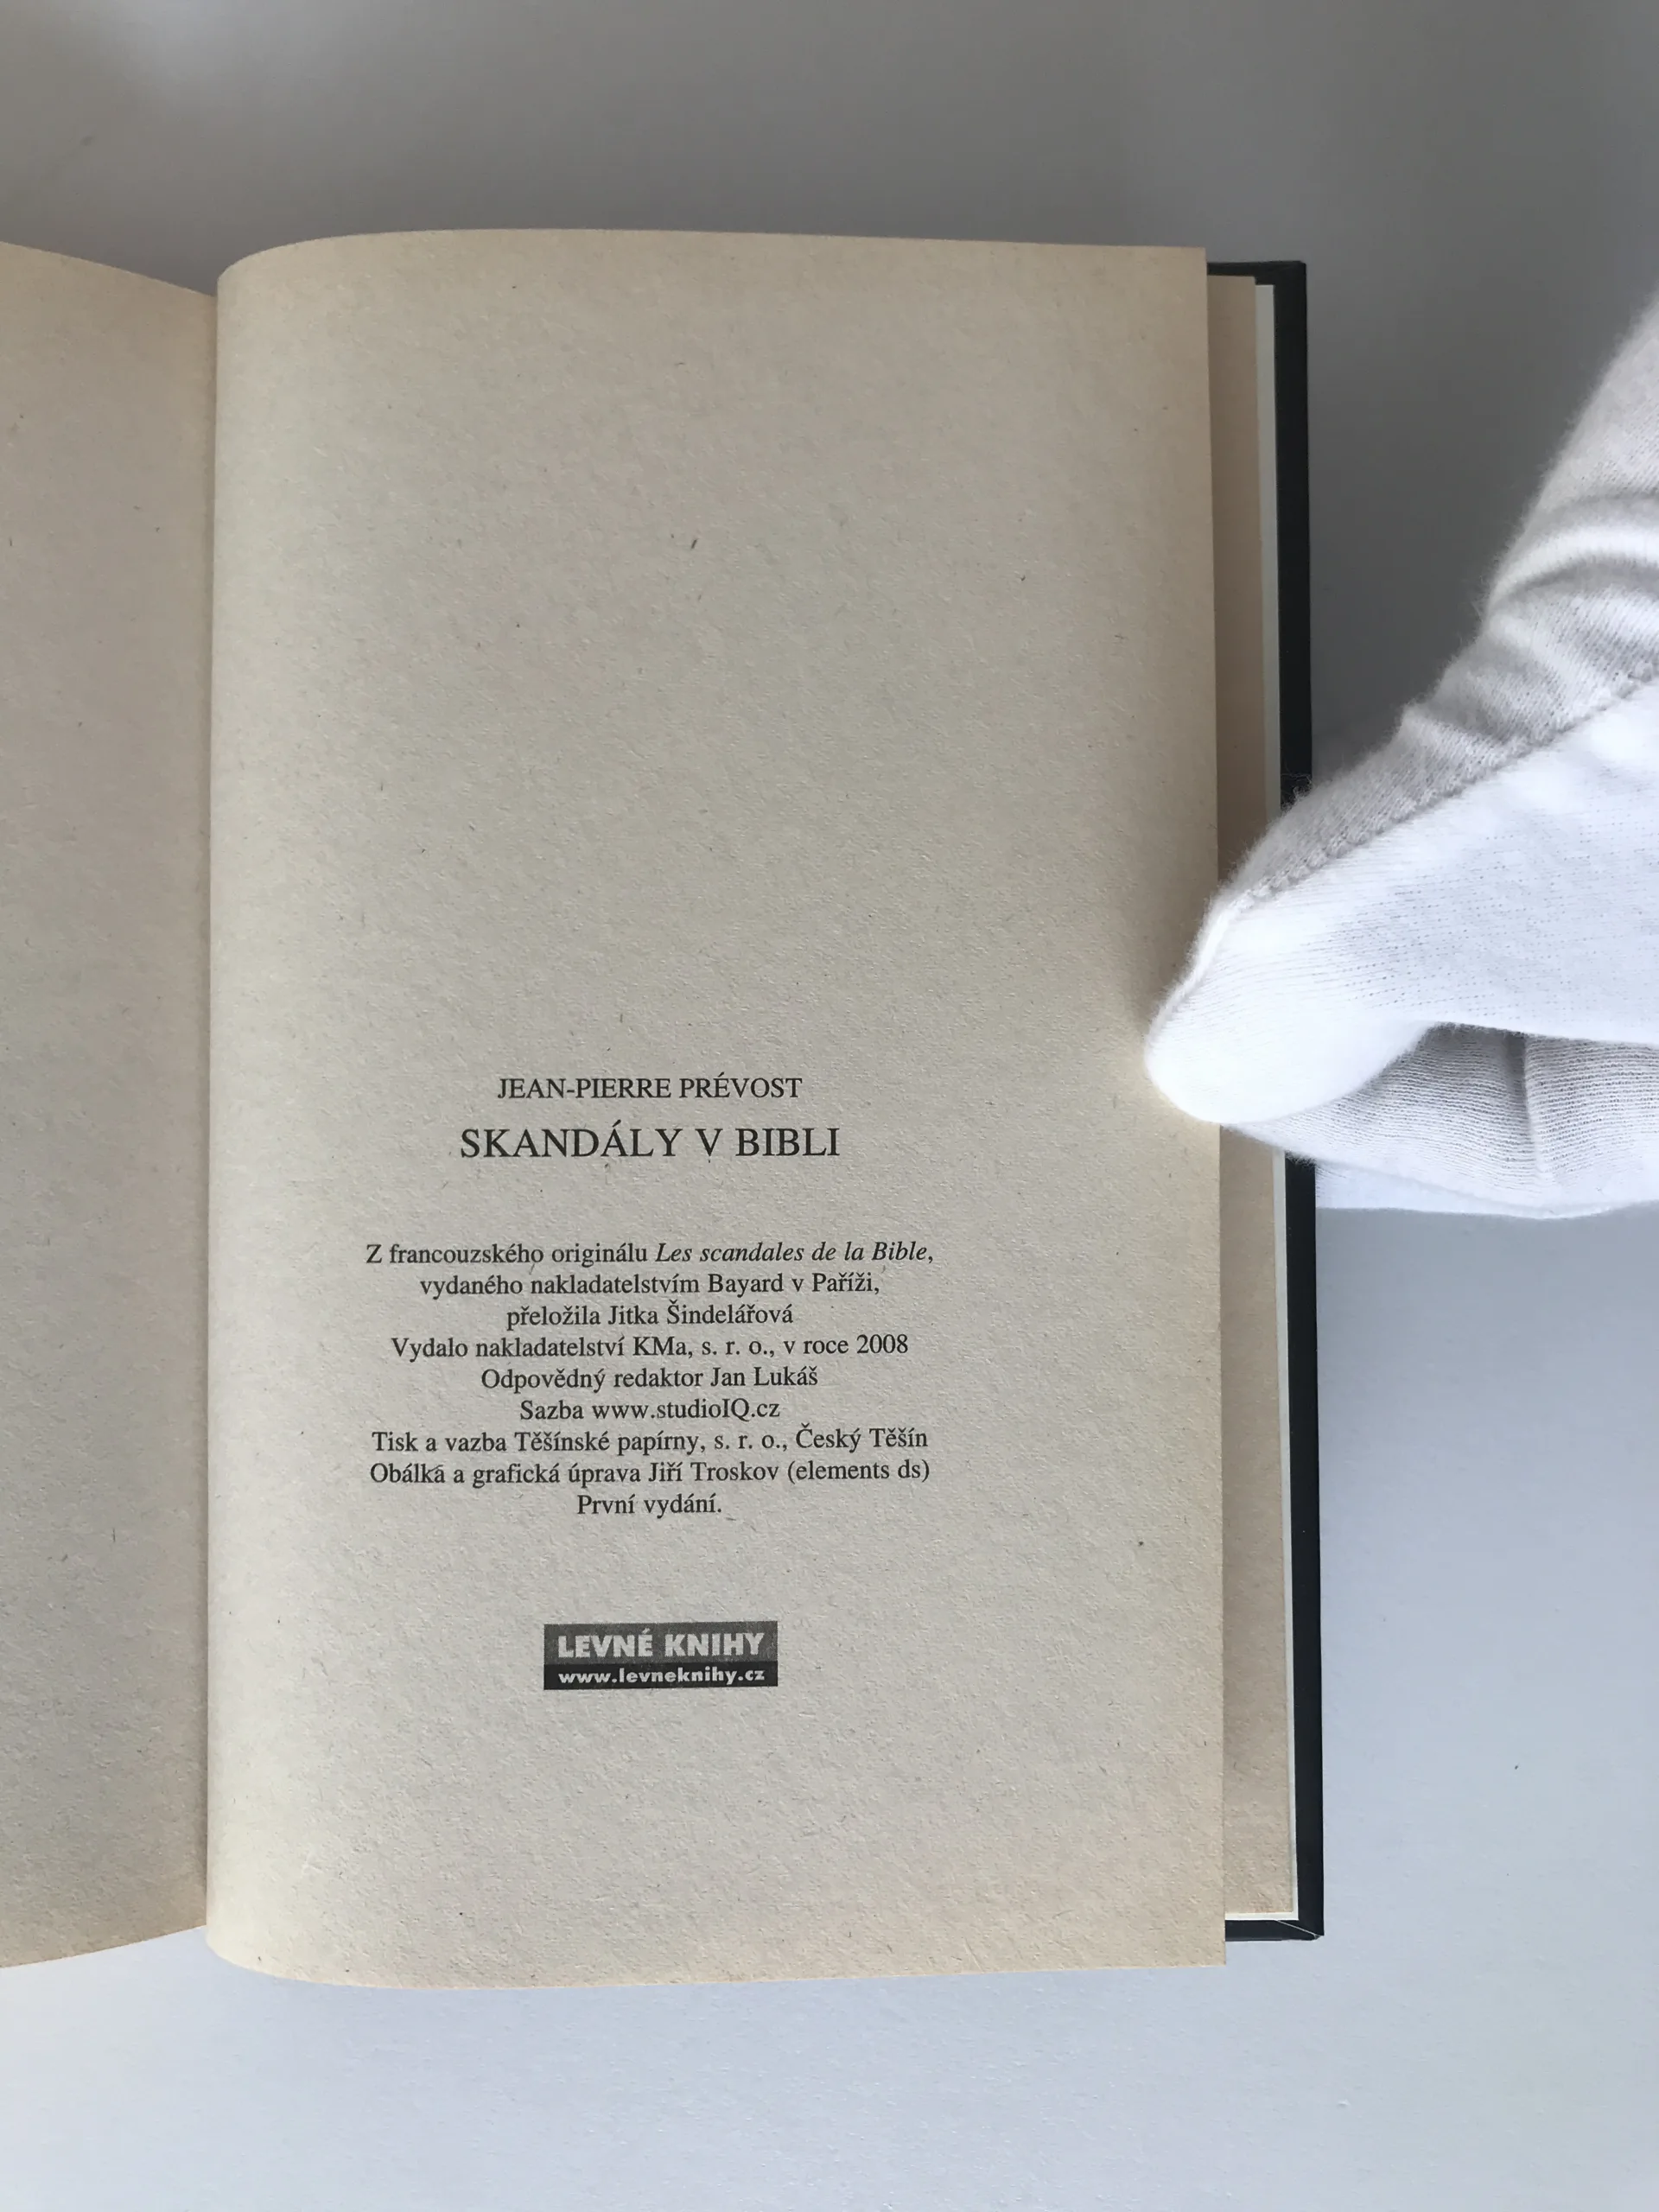 JEAN-PIERRE PRÉVOST
SKANDÁLY V BIBLI
Z francouzského originálu Les scandales de la Bible,
vydaného nakladatelstvím Bayard v Paříži,
přeložila Jitka Šindelářová
Vydalo nakladatelství KMa, s. r. o., v roce 2008
Odpovědný redaktor Jan Lukáš
Sazba www.studioIQ.cz
Tisk a vazba Těšínské papírny, s. r. o., Český Těšín
Obálka a grafická úprava Jiří Troskov (elements ds)
První vydání.
LEVNÉ KNIHY
www.levneknihy.cz